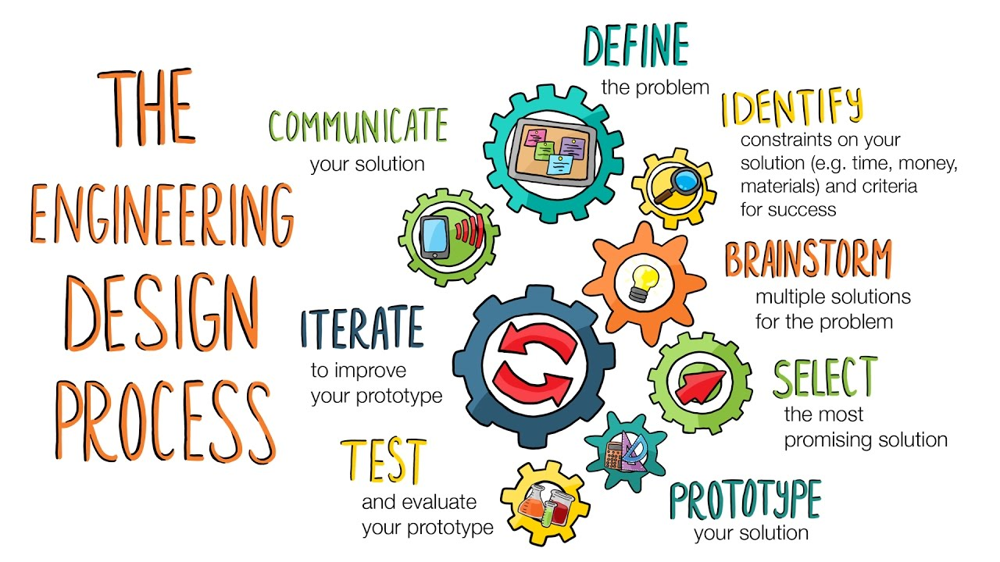 THE
ENGINEERING
DESIGN
PROCESS
DEFINE
the problem
IDENTIFY
constraints on your
solution (e.g. time, money,
materials) and criteria
for success
BRAINSTORM
multiple solutions
for the problem
SELECT
the most
promising solution
PROTOTYPE
your solution
TEST
and evaluate
your prototype
ITERATE
to improve
your prototype
COMMUNICATE
your solution